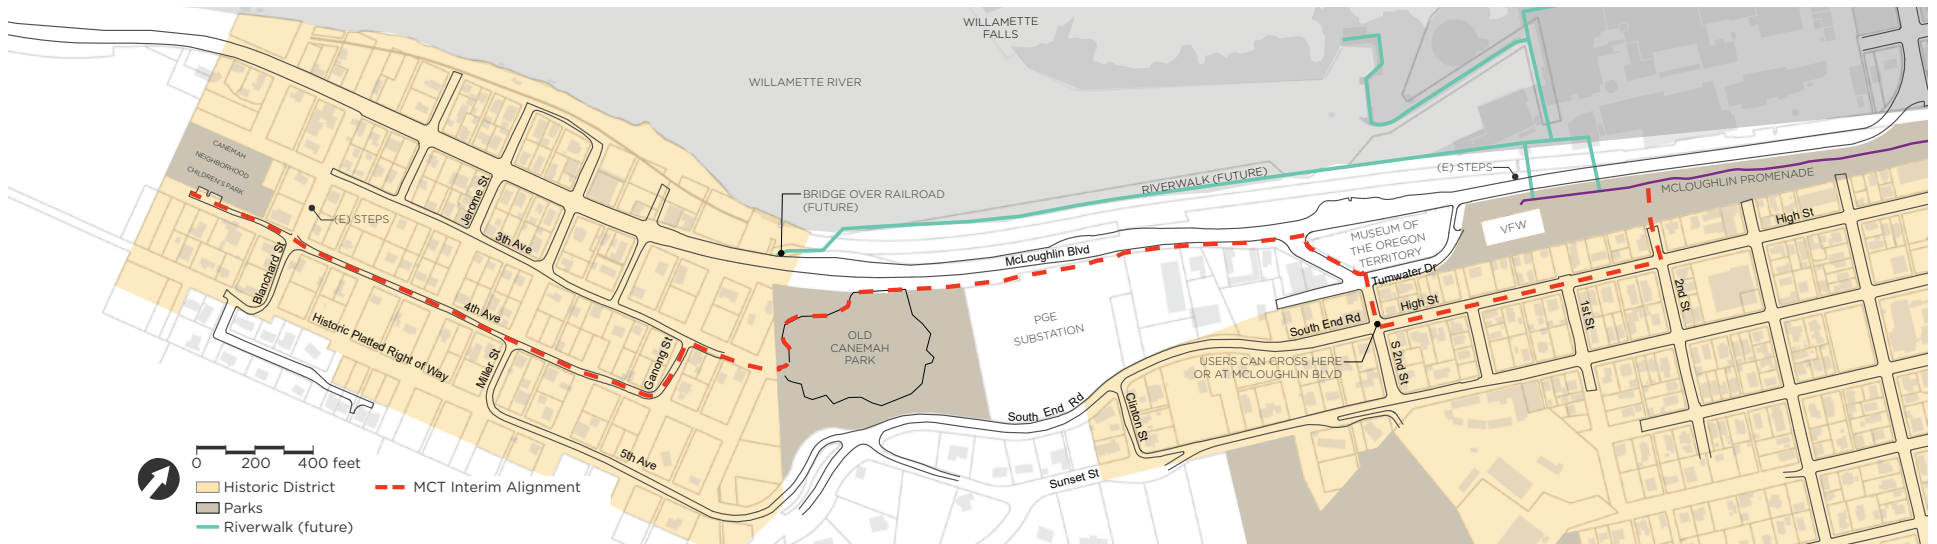 WILLAMETTE
FALLS
WILLAMETTE RIVER
CANEMAH
NEIGHBORHOOD
CHILDREN'S PARK
(E) STEPS
Jerome St
3th Ave
BRIDGE OVER RAILROAD
(FUTURE)
RIVERWALK (FUTURE)
(E) STEPS
MCLOUGHLIN PROMENADE
High St
VFW
MUSEUM OF
THE OREGON
TERRITORY
McLoughlin Blvd
Tumwater Dr
Blanchard St
4th Ave
Historic Platted Right of Way
Miller St
Ganong St
OLD
CANEMAH
PARK
PGE
SUBSTATION
High St
1st St
2nd St
South End Rd
USERS CAN CROSS HERE
OR AT MCLOUGHLIN BLVD
S 2nd St
South End Rd
Clinton St
5th Ave
Sunset St
0 200 400 feet
Historic District
MCT Interim Alignment
Parks
Riverwalk (future)